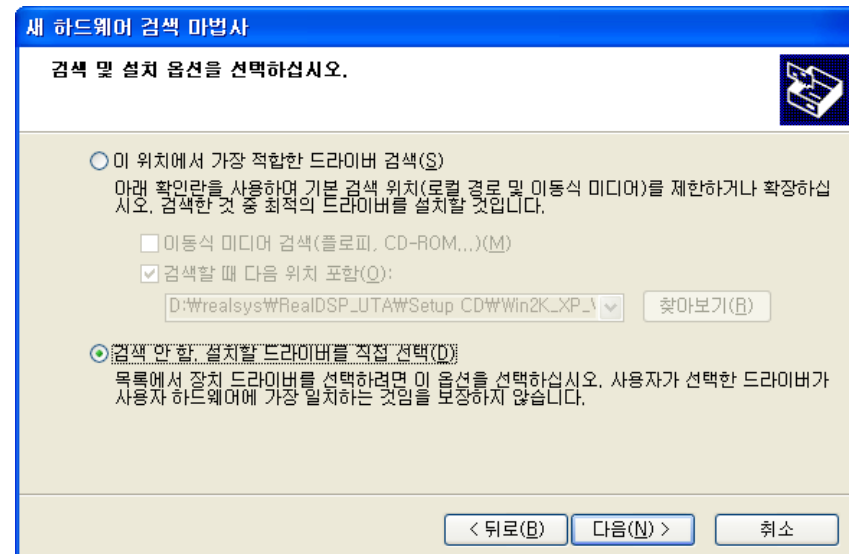 새 하드웨어 검색 마법사
검색 및 설치 옵션을 선택하십시오.
이 위치에서 가장 적합한 드라이버 검색(S)
아래 확인란을 사용하여 기본 검색 위치(로컬 경로 및 이동식 미디어)를 제한하거나 확장하십
시오. 검색한 것 중 최적의 드라이버를 설치할 것입니다.
이동식 미디어 검색(플로피, CD-ROM...)(M)
검색할 때 다음 위치 포함(O):
D:₩realsys₩RealDSP_UTA₩Setup CD₩Win2K_XP_
찾아보기(R)
검색 안 함. 설치할 드라이버를 직접 선택(D)
목록에서 장치 드라이버를 선택하려면 이 옵션을 선택하십시오. 사용자가 선택한 드라이버가
사용자 하드웨어에 가장 일치하는 것임을 보장하지 않습니다.
< 뒤로(B)
다음(N) >
취소